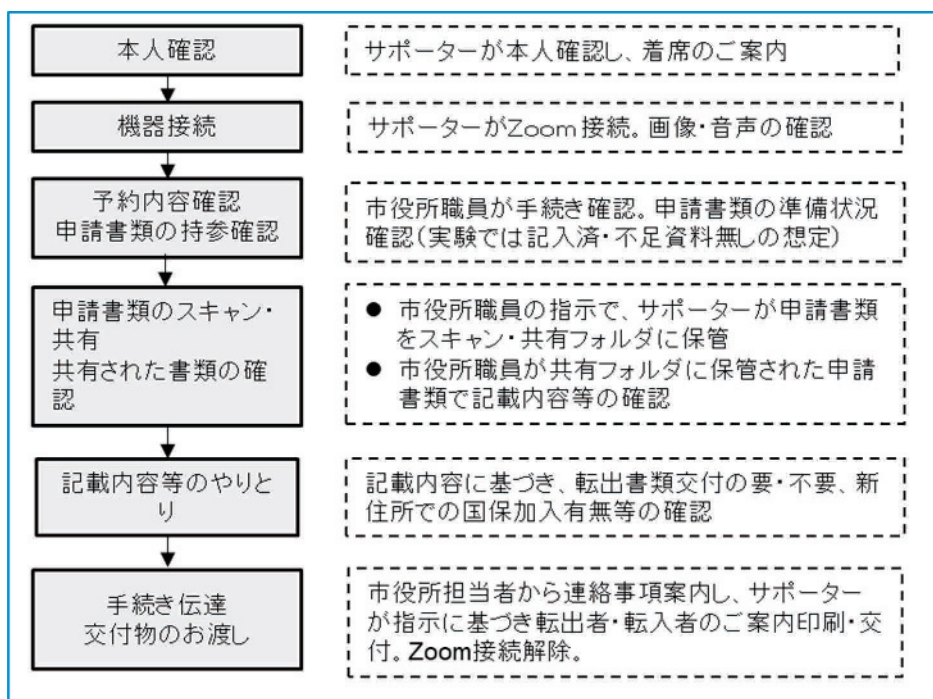 本人確認
サポーターが本人確認し、着席のご案内
機器接続
サポーターがZoom接続。画像・音声の確認
予約内容確認
申請書類の持参確認
市役所職員が手続き確認。申請書類の準備状況
確認(実験では記入済・不足資料無しの想定)
申請書類のスキャン・
共有
共有された書類の確
認
● 市役所職員の指示で、サポーターが申請書類
をスキャン・共有フォルダに保管
● 市役所職員が共有フォルダに保管された申請
書類で記載内容等の確認
記載内容等のやりと
り
記載内容に基づき、転出書類交付の要・不要、新
住所での国保加入有無等の確認
手続き伝達
交付物のお渡し
市役所担当者から連絡事項案内し、サポーター
が指示に基づき転出者・転入者のご案内印刷・交
付。Zoom接続解除。